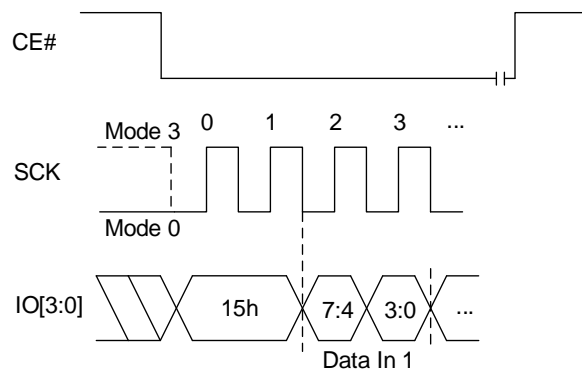 CE#
0 1 2 3 ...
Mode 3
SCK
Mode 0
IO[3:0] 15h 7:4 3:0 ...
Data In 1